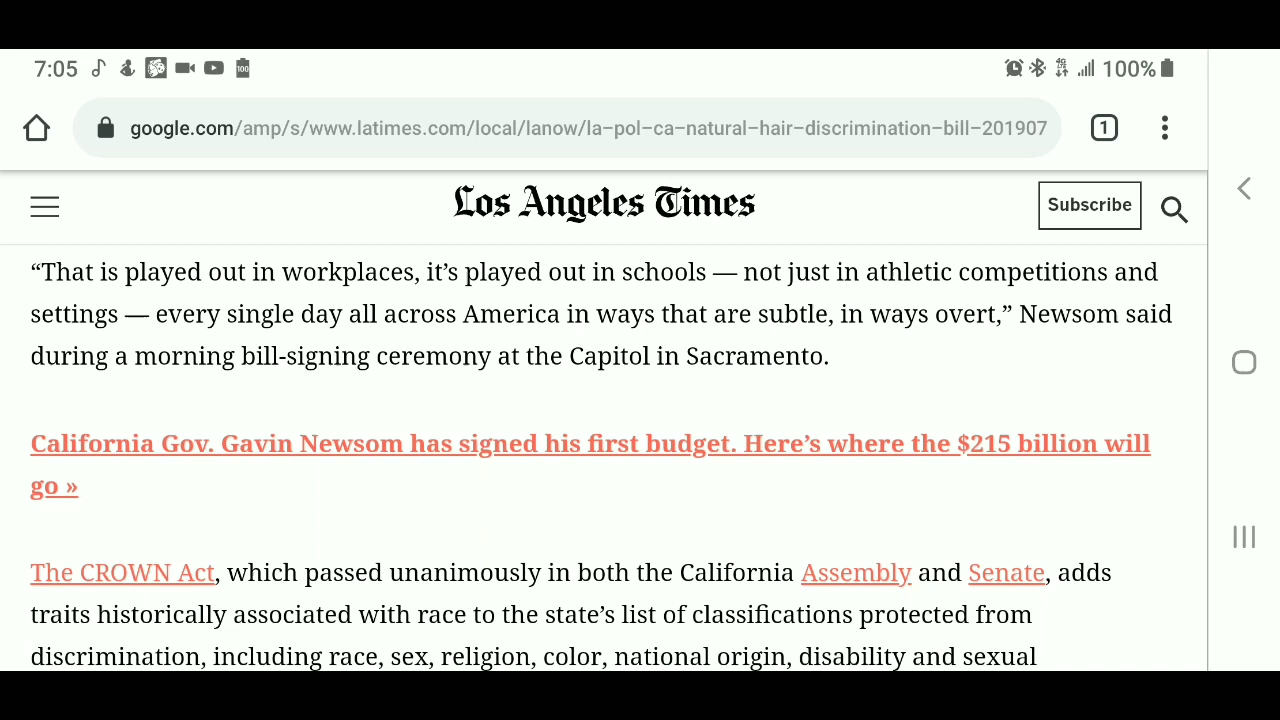 7:05 100 4G LTE 100%
google.com/amp/s/www.latimes.com/local/lanow/la-pol-ca-natural-hair-discrimination-bill-201907 1
Los Angeles Times Subscribe
“That is played out in workplaces, it’s played out in schools — not just in athletic competitions and
settings — every single day all across America in ways that are subtle, in ways overt,” Newsom said
during a morning bill-signing ceremony at the Capitol in Sacramento.
California Gov. Gavin Newsom has signed his first budget. Here’s where the $215 billion will
go »
The CROWN Act, which passed unanimously in both the California Assembly and Senate, adds
traits historically associated with race to the state’s list of classifications protected from
discrimination, including race, sex, religion, color, national origin, disability and sexual